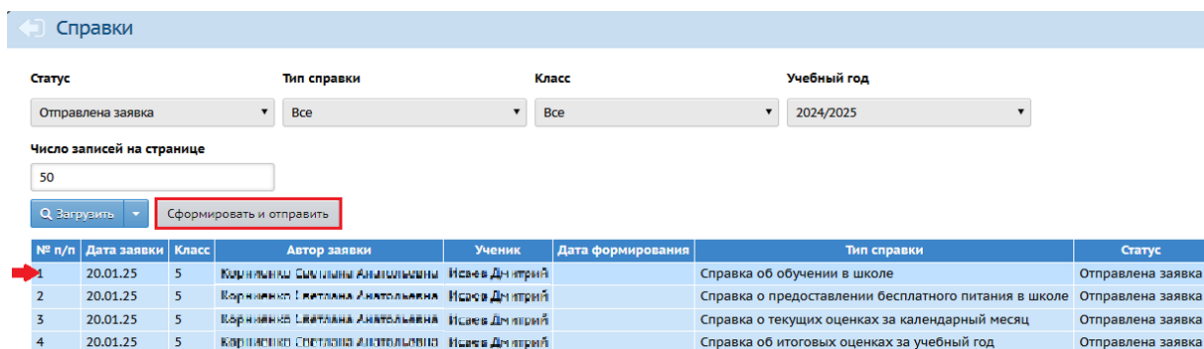 Справки
Статус Тип справки Класс Учебный год
Отправлена заявка Все Все 2024/2025
Число записей на странице
50
Загрузить Сформировать и отправить
№ п/п Дата заявки Класс Автор заявки Ученик Дата формирования Тип справки Статус
1 20.01.25 5 Справка об обучении в школе Отправлена заявка
2 20.01.25 5 Справка о предоставлении бесплатного питания в школе Отправлена заявка
3 20.01.25 5 Справка о текущих оценках за календарный месяц Отправлена заявка
4 20.01.25 5 Справка об итоговых оценках за учебный год Отправлена заявка